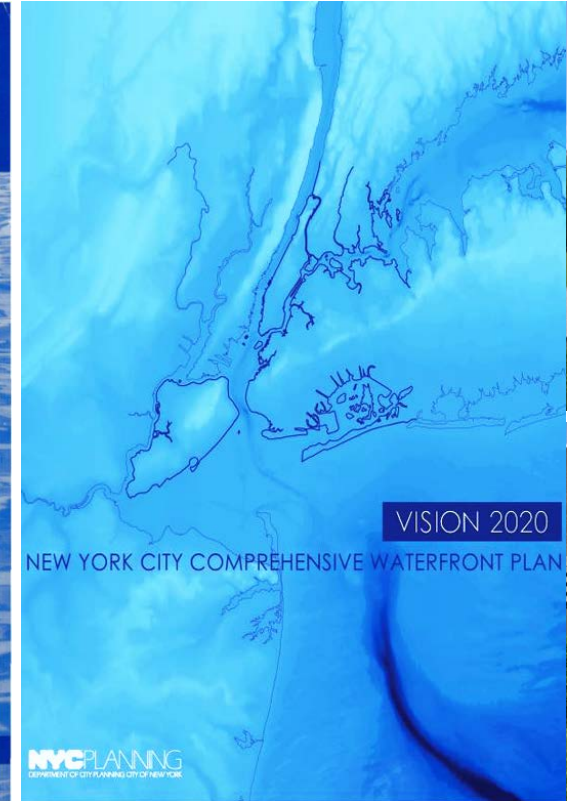 VISION 2020
NEW YORK CITY COMPREHENSIVE WATERFRONT PLAN
NYCPLANNING
DEPARTMENT OF CITY PLANNING CITY OF NEW YORK